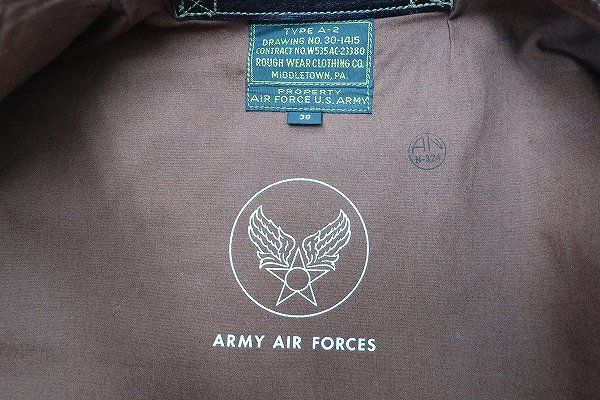 TYPE A-2
DRAWING NO. 30-1415
CONTRACT NO. W535AC-23380
ROUGH WEAR CLOTHING CO.
MIDDLETOWN, PA.
PROPERTY
AIR FORCE U.S. ARMY
38
AN
N-324
ARMY AIR FORCES